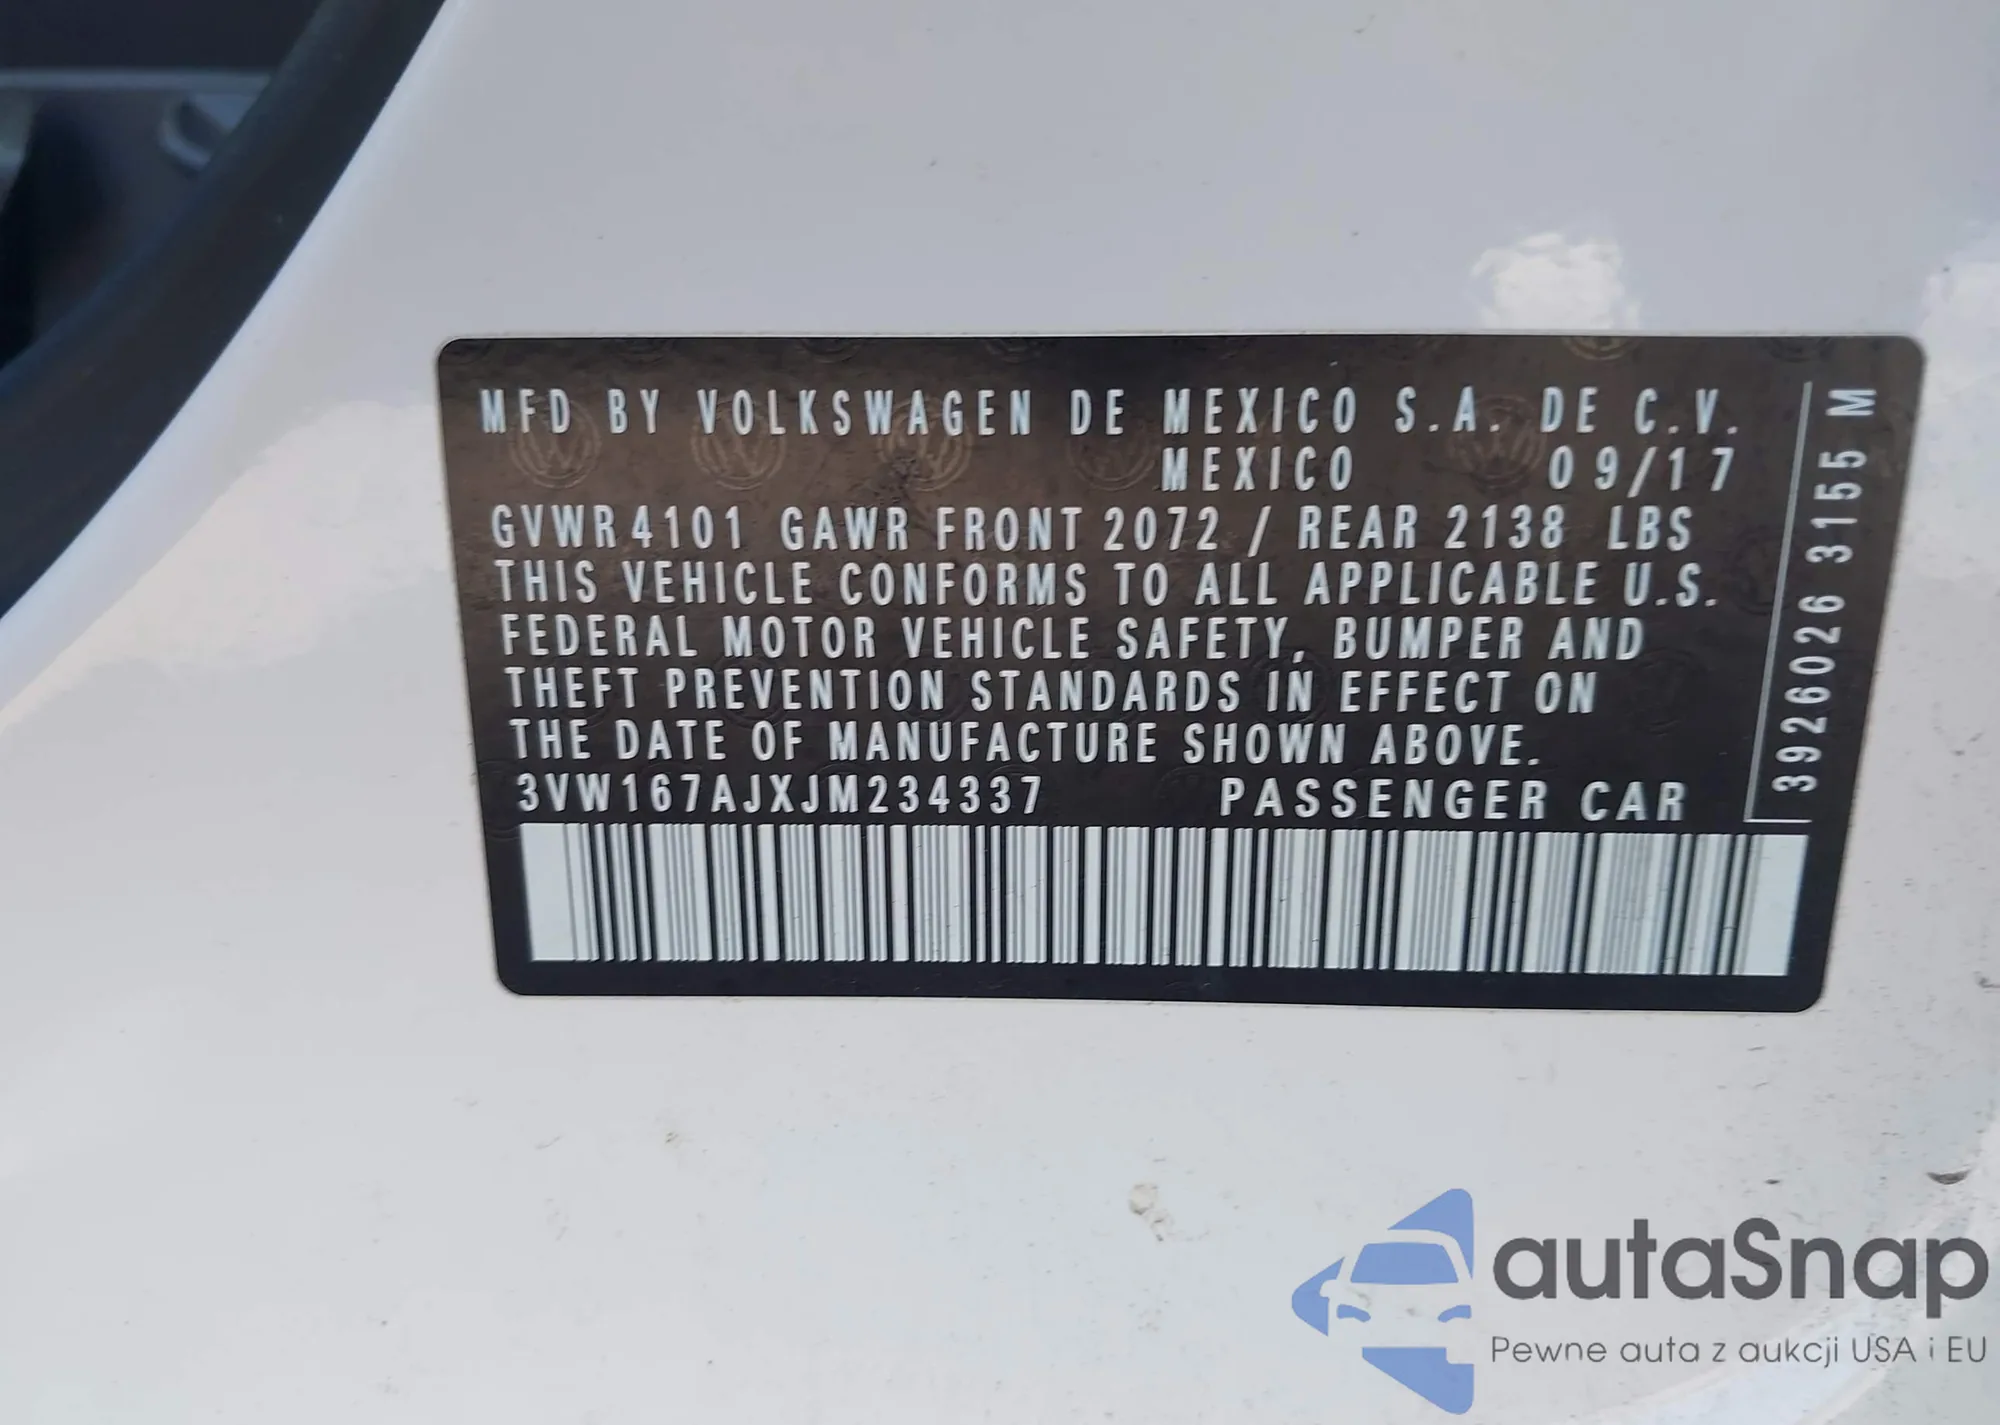 MFD BY VOLKSWAGEN DE MEXICO S.A. DE C.V.
MEXICO 09/17
GVWR 4101 GAWR FRONT 2072 / REAR 2138 LBS
THIS VEHICLE CONFORMS TO ALL APPLICABLE U.S.
FEDERAL MOTOR VEHICLE SAFETY, BUMPER AND
THEFT PREVENTION STANDARDS IN EFFECT ON
THE DATE OF MANUFACTURE SHOWN ABOVE.
3VW167AJXJM234337 PASSENGER CAR
3926026 3155 M
autaSnap
Pewne auta z aukcji USA i EU